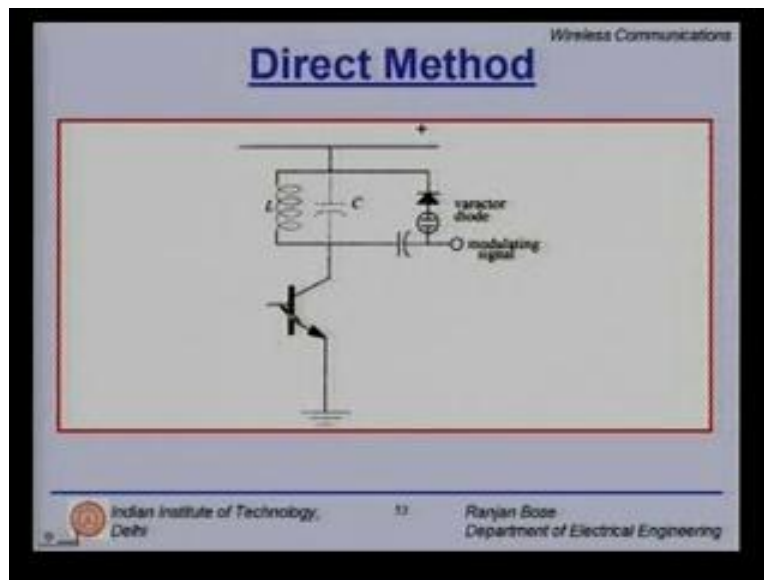 Wireless Communications
Direct Method
+
L
C
varactor
diode
modulating
signal
Indian Institute of Technology,
Delhi
53
Ranjan Bose
Department of Electrical Engineering